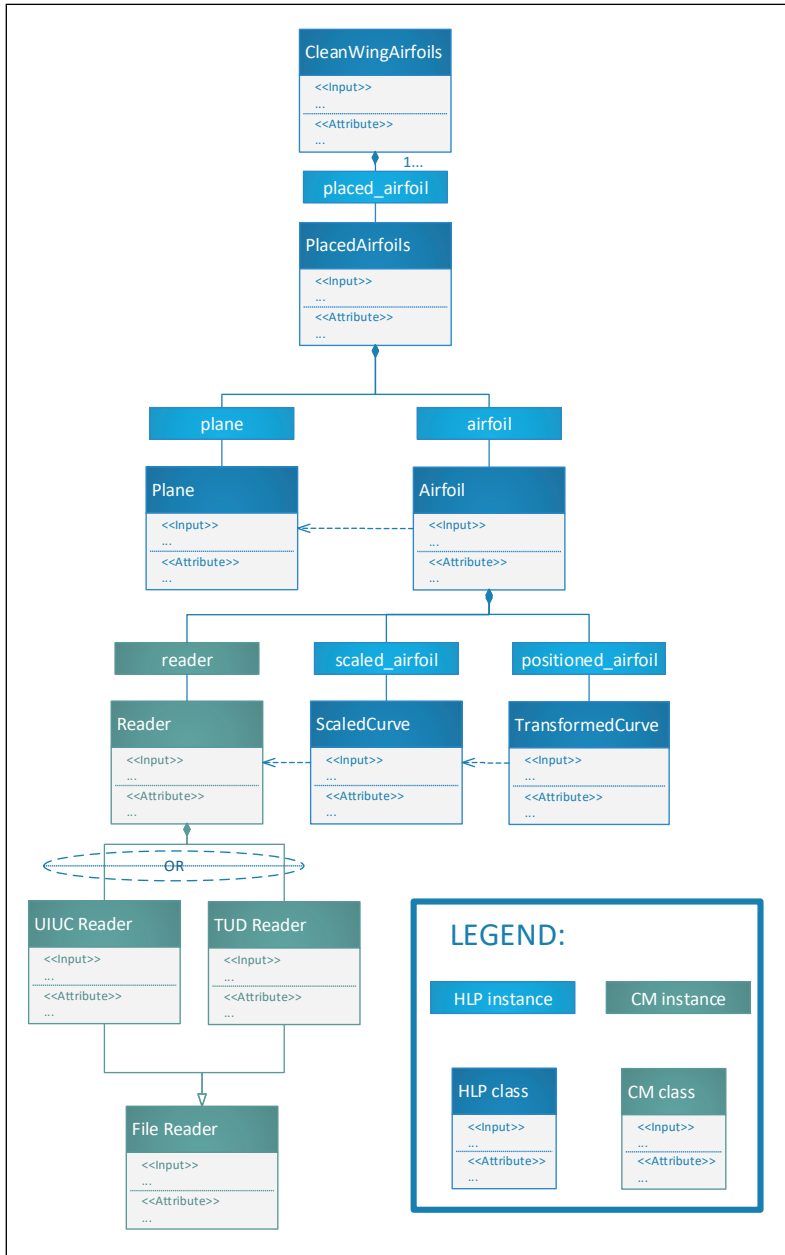 CleanWingAirfoils
<<Input>>
...
<<Attribute>>
...
1...
placed_airfoil
PlacedAirfoils
<<Input>>
...
<<Attribute>>
...
plane
airfoil
Plane
<<Input>>
...
<<Attribute>>
...
Airfoil
<<Input>>
...
<<Attribute>>
...
reader
scaled_airfoil
positioned_airfoil
Reader
<<Input>>
...
<<Attribute>>
...
ScaledCurve
<<Input>>
...
<<Attribute>>
...
TransformedCurve
<<Input>>
...
<<Attribute>>
...
OR
UIUC Reader
<<Input>>
...
<<Attribute>>
...
TUD Reader
<<Input>>
...
<<Attribute>>
...
File Reader
<<Input>>
...
<<Attribute>>
...
LEGEND:
HLP instance
CM instance
HLP class
<<Input>>
...
<<Attribute>>
...
CM class
<<Input>>
...
<<Attribute>>
...